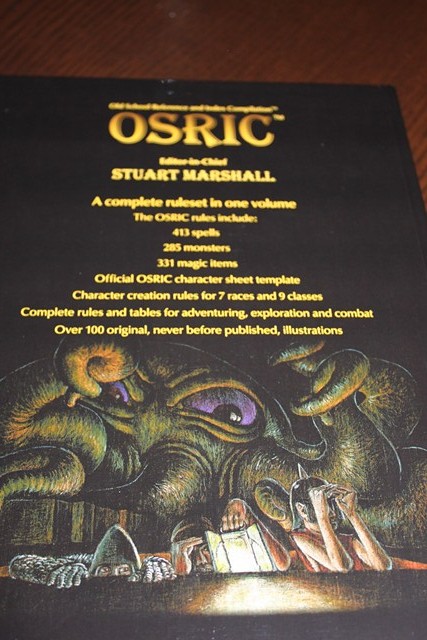 Old School Reference and Index Compilation™
OSRIC™
Editor-in-Chief
STUART MARSHALL
A complete ruleset in one volume
The OSRIC rules include:
413 spells
285 monsters
331 magic items
Official OSRIC character sheet template
Character creation rules for 7 races and 9 classes
Complete rules and tables for adventuring, exploration and combat
Over 100 original, never before published, illustrations